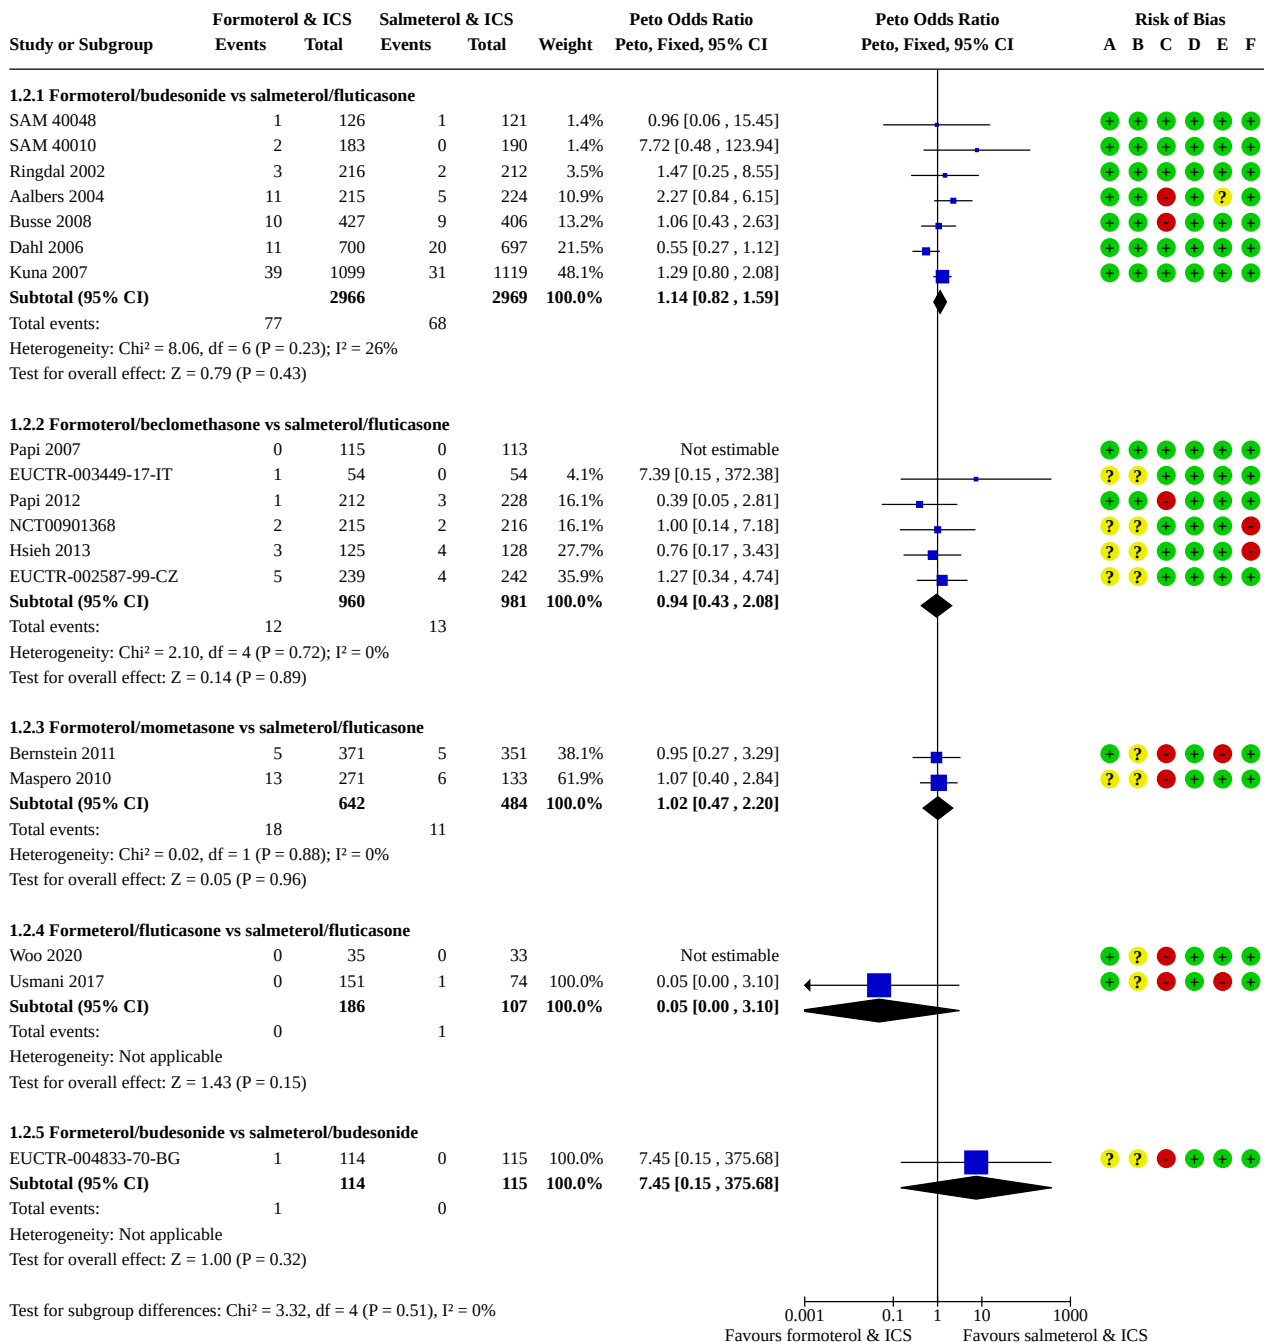 Formoterol & ICS Salmeterol & ICS Peto Odds Ratio Peto Odds Ratio Risk of Bias
Study or Subgroup Events Total Events Total Weight Peto, Fixed, 95% CI Peto, Fixed, 95% CI A B C D E F
1.2.1 Formoterol/budesonide vs salmeterol/fluticasone
SAM 40048 1 126 1 121 1.4% 0.96 [0.06 , 15.45] + + + + + +
SAM 40010 2 183 0 190 1.4% 7.72 [0.48 , 123.94] + + + + + +
Ringdal 2002 3 216 2 212 3.5% 1.47 [0.25 , 8.55] + + + + + +
Aalbers 2004 11 215 5 224 10.9% 2.27 [0.84 , 6.15] + + - + ? +
Busse 2008 10 427 9 406 13.2% 1.06 [0.43 , 2.63] + + - + + +
Dahl 2006 11 700 20 697 21.5% 0.55 [0.27 , 1.12] + + + + + +
Kuna 2007 39 1099 31 1119 48.1% 1.29 [0.80 , 2.08] + + + + + +
Subtotal (95% CI) 2966 2969 100.0% 1.14 [0.82 , 1.59]
Total events: 77 68
Heterogeneity: Chi² = 8.06, df = 6 (P = 0.23); I² = 26%
Test for overall effect: Z = 0.79 (P = 0.43)
1.2.2 Formoterol/beclomethasone vs salmeterol/fluticasone
Papi 2007 0 115 0 113 Not estimable + + + + + +
EUCTR-003449-17-IT 1 54 0 54 4.1% 7.39 [0.15 , 372.38] ? ? + + + +
Papi 2012 1 212 3 228 16.1% 0.39 [0.05 , 2.81] + + - + + +
NCT00901368 2 215 2 216 16.1% 1.00 [0.14 , 7.18] ? ? + + + -
Hsieh 2013 3 125 4 128 27.7% 0.76 [0.17 , 3.43] ? ? + + + -
EUCTR-002587-99-CZ 5 239 4 242 35.9% 1.27 [0.34 , 4.74] ? ? + + + +
Subtotal (95% CI) 960 981 100.0% 0.94 [0.43 , 2.08]
Total events: 12 13
Heterogeneity: Chi² = 2.10, df = 4 (P = 0.72); I² = 0%
Test for overall effect: Z = 0.14 (P = 0.89)
1.2.3 Formoterol/mometasone vs salmeterol/fluticasone
Bernstein 2011 5 371 5 351 38.1% 0.95 [0.27 , 3.29] + ? - + - +
Maspero 2010 13 271 6 133 61.9% 1.07 [0.40 , 2.84] ? ? - + + +
Subtotal (95% CI) 642 484 100.0% 1.02 [0.47 , 2.20]
Total events: 18 11
Heterogeneity: Chi² = 0.02, df = 1 (P = 0.88); I² = 0%
Test for overall effect: Z = 0.05 (P = 0.96)
1.2.4 Formeterol/fluticasone vs salmeterol/fluticasone
Woo 2020 0 35 0 33 Not estimable + ? - + + +
Usmani 2017 0 151 1 74 100.0% 0.05 [0.00 , 3.10] + ? - + - +
Subtotal (95% CI) 186 107 100.0% 0.05 [0.00 , 3.10]
Total events: 0 1
Heterogeneity: Not applicable
Test for overall effect: Z = 1.43 (P = 0.15)
1.2.5 Formeterol/budesonide vs salmeterol/budesonide
EUCTR-004833-70-BG 1 114 0 115 100.0% 7.45 [0.15 , 375.68] ? ? - + + +
Subtotal (95% CI) 114 115 100.0% 7.45 [0.15 , 375.68]
Total events: 1 0
Heterogeneity: Not applicable
Test for overall effect: Z = 1.00 (P = 0.32)
Test for subgroup differences: Chi² = 3.32, df = 4 (P = 0.51), I² = 0%
0.001 0.1 1 10 1000
Favours formoterol & ICS Favours salmeterol & ICS